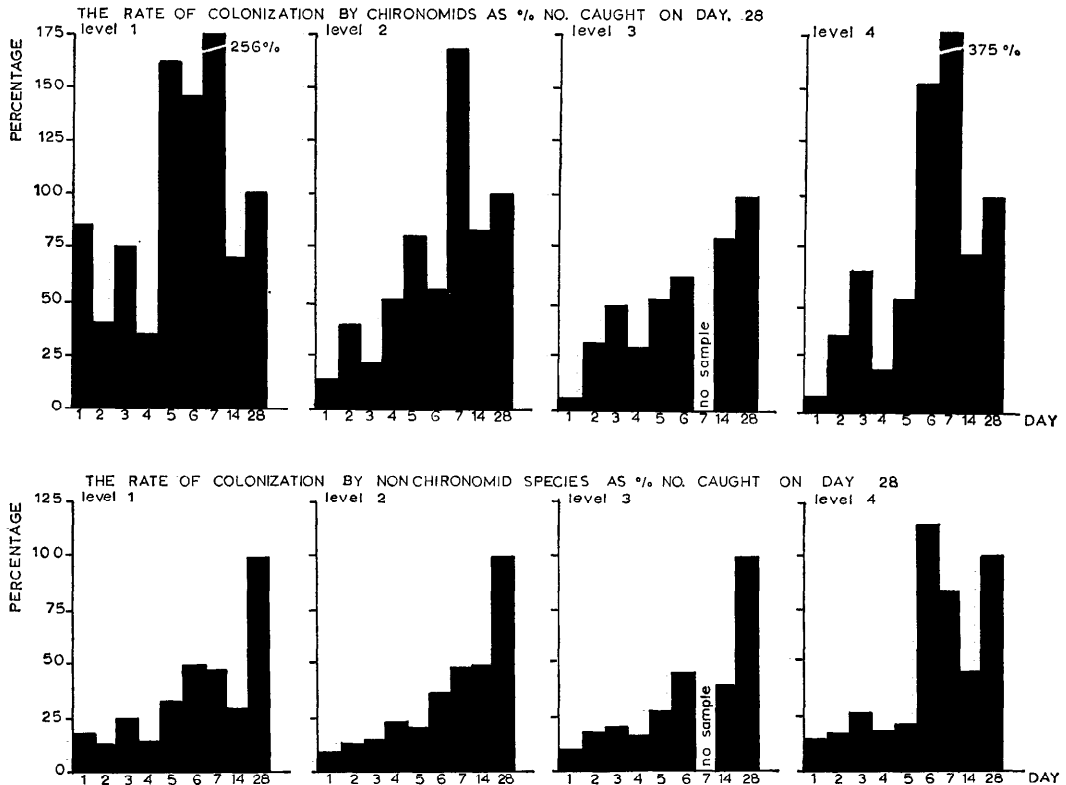 THE RATE OF COLONIZATION BY CHIRONOMIDS AS % NO. CAUGHT ON DAY. 28
level 1 level 2 level 3 level 4
PERCENTAGE
175
150
125
100
75
50
25
0
256%
375 %
no sample
1 2 3 4 5 6 7 14 28 1 2 3 4 5 6 7 14 28 1 2 3 4 5 6 7 14 28 1 2 3 4 5 6 7 14 28 DAY
THE RATE OF COLONIZATION BY NON CHIRONOMID SPECIES AS % NO. CAUGHT ON DAY 28
level 1 level 2 level 3 level 4
PERCENTAGE
125
100
75
50
25
0
no sample
1 2 3 4 5 6 7 14 28 1 2 3 4 5 6 7 14 28 1 2 3 4 5 6 7 14 28 1 2 3 4 5 6 7 14 28 DAY